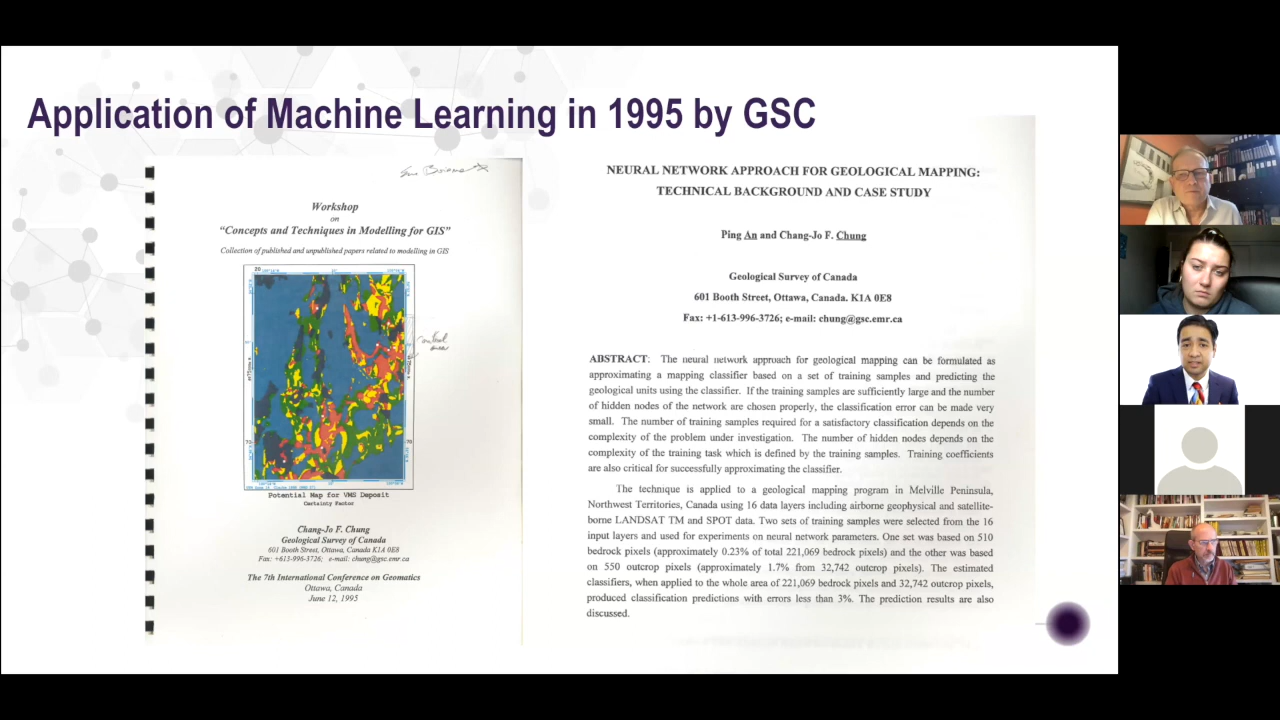 Application of Machine Learning in 1995 by GSC
Workshop
on
“Concepts and Techniques in Modelling for GIS”
Collection of published and unpublished papers related to modelling in GIS
Potential Map for VMS Deposit
Certainty Factor
Chang-Jo F. Chung
Geological Survey of Canada
601 Booth Street, Ottawa, Canada K1A 0E8
Fax: +613-996-3726; e-mail: chung@gsc.emr.ca
The 7th International Conference on Geomatics
Ottawa, Canada
June 12, 1995
NEURAL NETWORK APPROACH FOR GEOLOGICAL MAPPING:
TECHNICAL BACKGROUND AND CASE STUDY
Ping An and Chang-Jo F. Chung
Geological Survey of Canada
601 Booth Street, Ottawa, Canada. K1A 0E8
Fax: +1-613-996-3726; e-mail: chung@gsc.emr.ca
ABSTRACT: The neural network approach for geological mapping can be formulated as
approximating a mapping classifier based on a set of training samples and predicting the
geological units using the classifier. If the training samples are sufficiently large and the number
of hidden nodes of the network are chosen properly, the classification error can be made very
small. The number of training samples required for a satisfactory classification depends on the
complexity of the problem under investigation. The number of hidden nodes depends on the
complexity of the training task which is defined by the training samples. Training coefficients
are also critical for successfully approximating the classifier.
The technique is applied to a geological mapping program in Melville Peninsula,
Northwest Territories, Canada using 16 data layers including airborne geophysical and satellite-
borne LANDSAT TM and SPOT data. Two sets of training samples were selected from the 16
input layers and used for experiments on neural network parameters. One set was based on 510
bedrock pixels (approximately 0.23% of total 221,069 bedrock pixels) and the other was based
on 550 outcrop pixels (approximately 1.7% from 32,742 outcrop pixels). The estimated
classifiers, when applied to the whole area of 221,069 bedrock pixels and 32,742 outcrop pixels,
produced classification predictions with errors less than 3%. The prediction results are also
discussed.